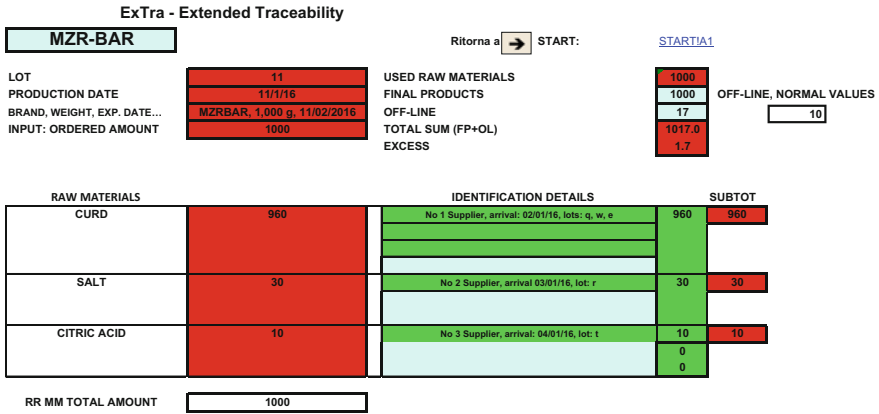 ExTra - Extended Traceability
MZR-BAR
Ritorna a START: START!A1
LOT 11 USED RAW MATERIALS 1000
PRODUCTION DATE 11/1/16 FINAL PRODUCTS 1000 OFF-LINE, NORMAL VALUES
BRAND, WEIGHT, EXP. DATE... MZRBAR, 1,000 g, 11/02/2016 OFF-LINE 17 10
INPUT: ORDERED AMOUNT 1000 TOTAL SUM (FP+OL) 1017.0
EXCESS 1.7
RAW MATERIALS IDENTIFICATION DETAILS SUBTOT
CURD 960 No 1 Supplier, arrival: 02/01/16, lots: q, w, e 960 960
SALT 30 No 2 Supplier, arrival 03/01/16, lot: r 30 30
CITRIC ACID 10 No 3 Supplier, arrival: 04/01/16, lot: t 10 10
0
0
RR MM TOTAL AMOUNT 1000